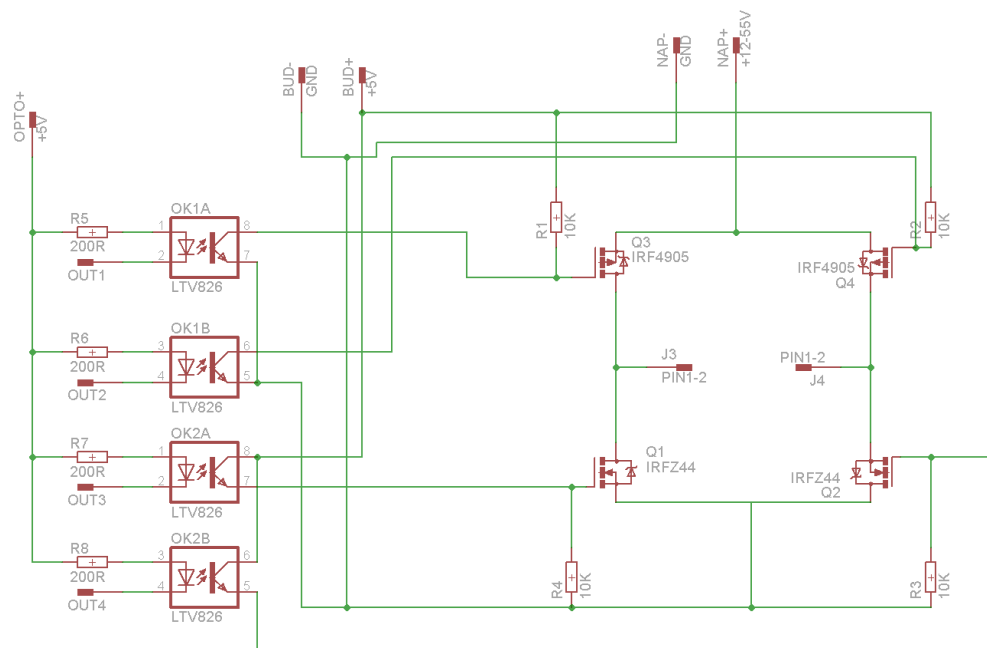 NAP-
GND
NAP+
+12-55V
BUD-
GND
BUD+
+5V
OPTO+
+5V
R5
200R
OUT1
OK1A
1
2
8
7
LTV826
R1
10K
Q3
IRF4905
IRF4905
Q4
R2
10K
R6
200R
OUT2
OK1B
3
4
6
5
LTV826
J3
PIN1-2
PIN1-2
J4
R7
200R
OUT3
OK2A
1
2
8
7
LTV826
Q1
IRFZ44
IRFZ44
Q2
R8
200R
OUT4
OK2B
3
4
6
5
LTV826
R4
10K
R3
10K